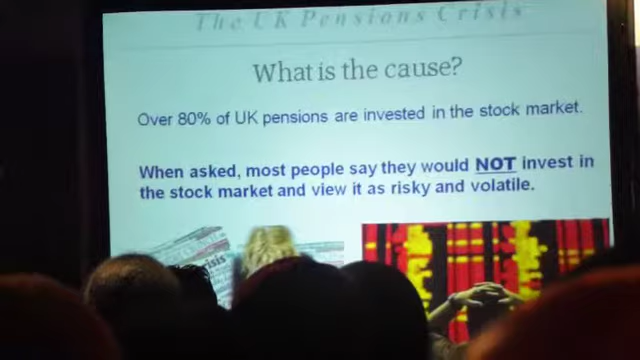 The UK Pensions Crisis
What is the cause?
Over 80% of UK pensions are invested in the stock market.
When asked, most people say they would NOT invest in
the stock market and view it as risky and volatile.